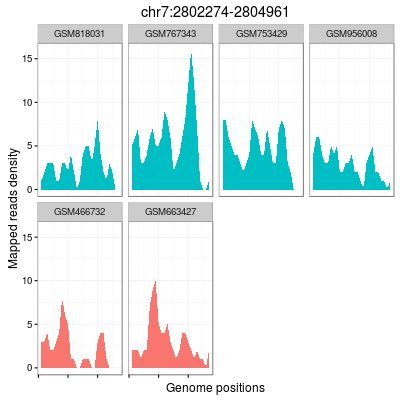 chr7:2802274-2804961
GSM818031 GSM767343 GSM753429 GSM956008
15
10
5
0
GSM466732 GSM663427
15
10
5
0
Mapped reads density
Genome positions